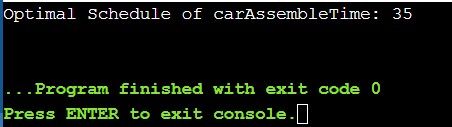 Optimal Schedule of carAssembleTime: 35
...Program finished with exit code 0
Press ENTER to exit console.